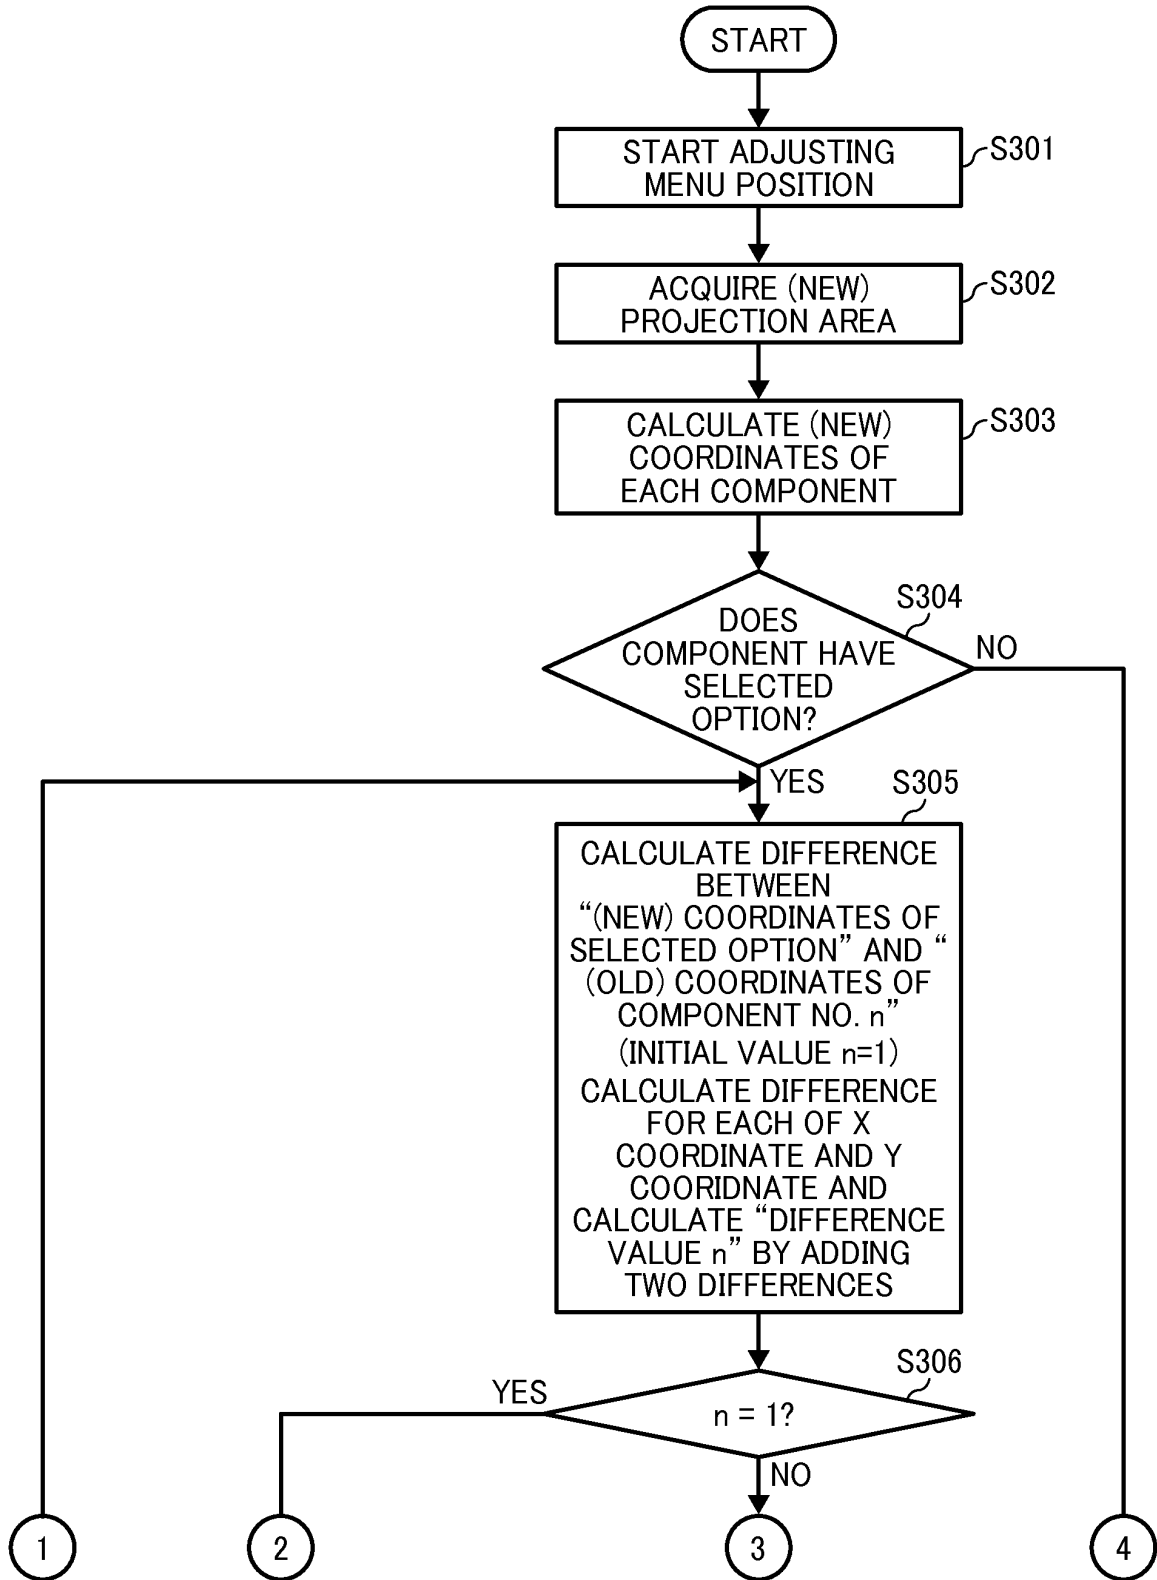 START
START ADJUSTING
MENU POSITION
S301
ACQUIRE (NEW)
PROJECTION AREA
S302
CALCULATE (NEW)
COORDINATES OF
EACH COMPONENT
S303
S304
DOES
COMPONENT HAVE
SELECTED
OPTION?
NO
YES
S305
CALCULATE DIFFERENCE
BETWEEN
“(NEW) COORDINATES OF
SELECTED OPTION” AND “
(OLD) COORDINATES OF
COMPONENT NO. n”
(INITIAL VALUE n=1)
CALCULATE DIFFERENCE
FOR EACH OF X
COORDINATE AND Y
COORIDNATE AND
CALCULATE “DIFFERENCE
VALUE n” BY ADDING
TWO DIFFERENCES
S306
YES
n = 1?
NO
1
2
3
4